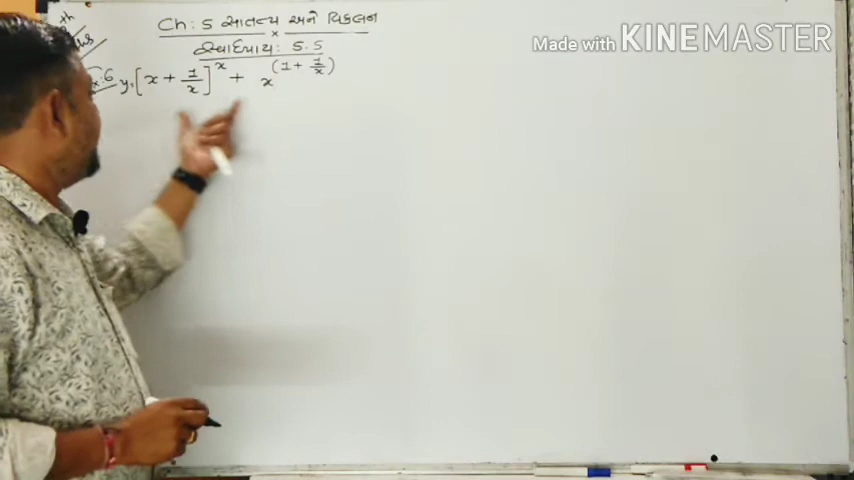 Ch: 5 સાતત્ય અને વિકલન
સ્વાધ્યાય: 5.5
6 y = [x + 1/x]^x + x^(1 + 1/x)
Made with KINEMASTER